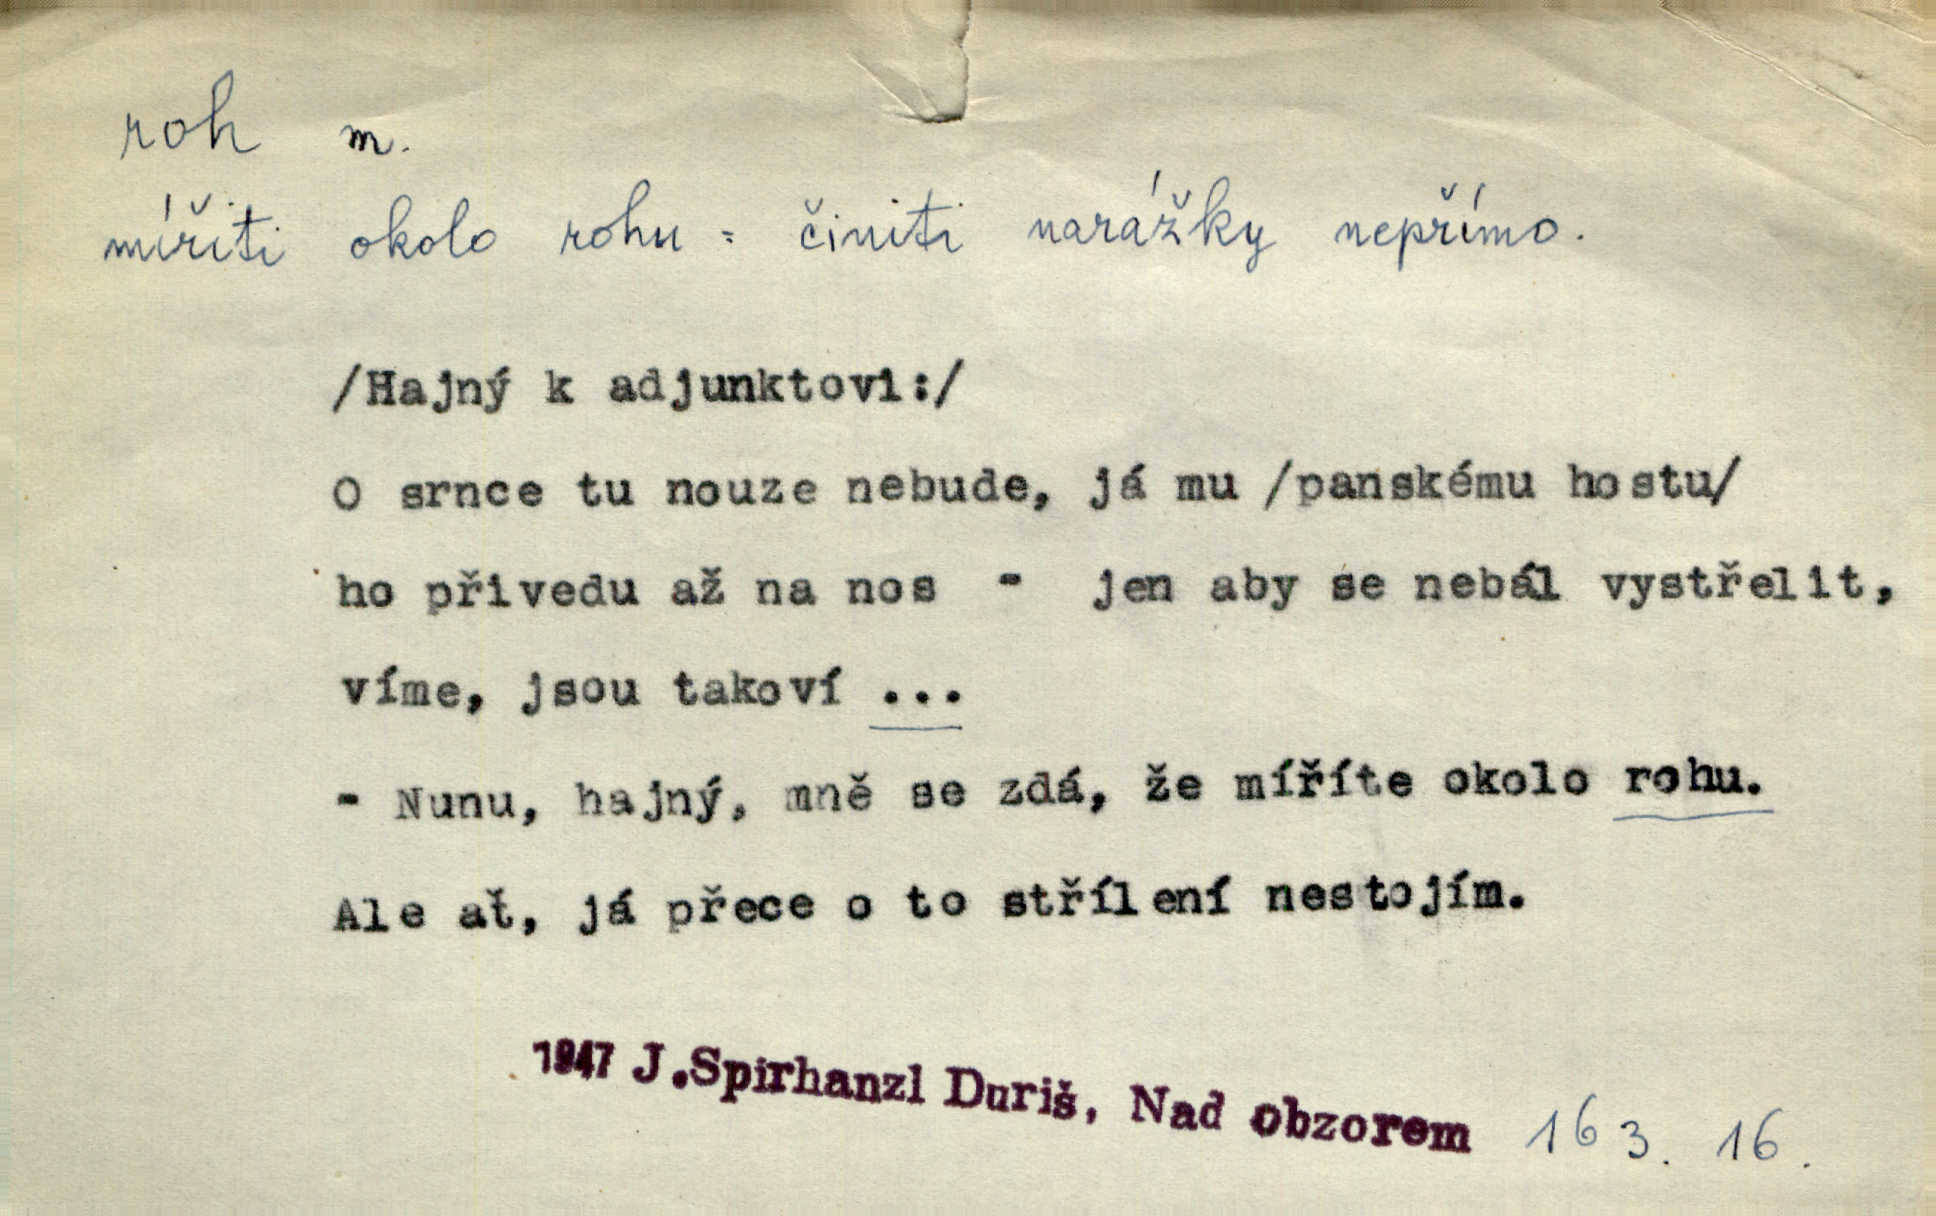 roh m.
mířiti okolo rohu = činiti narážky nepřímo.
/Hajný k adjunktovi:/
O srnce tu nouze nebude, já mu /panskému hostu/
ho přivedu až na nos - jen aby se nebál vystřelit,
víme, jsou takoví ...
- Nunu, hajný, mně se zdá, že míříte okolo rohu.
Ale ať, já přece o to střílení nestojím.
1947 J.Spirhanzl Duriš, Nad obzorem 163. 16.